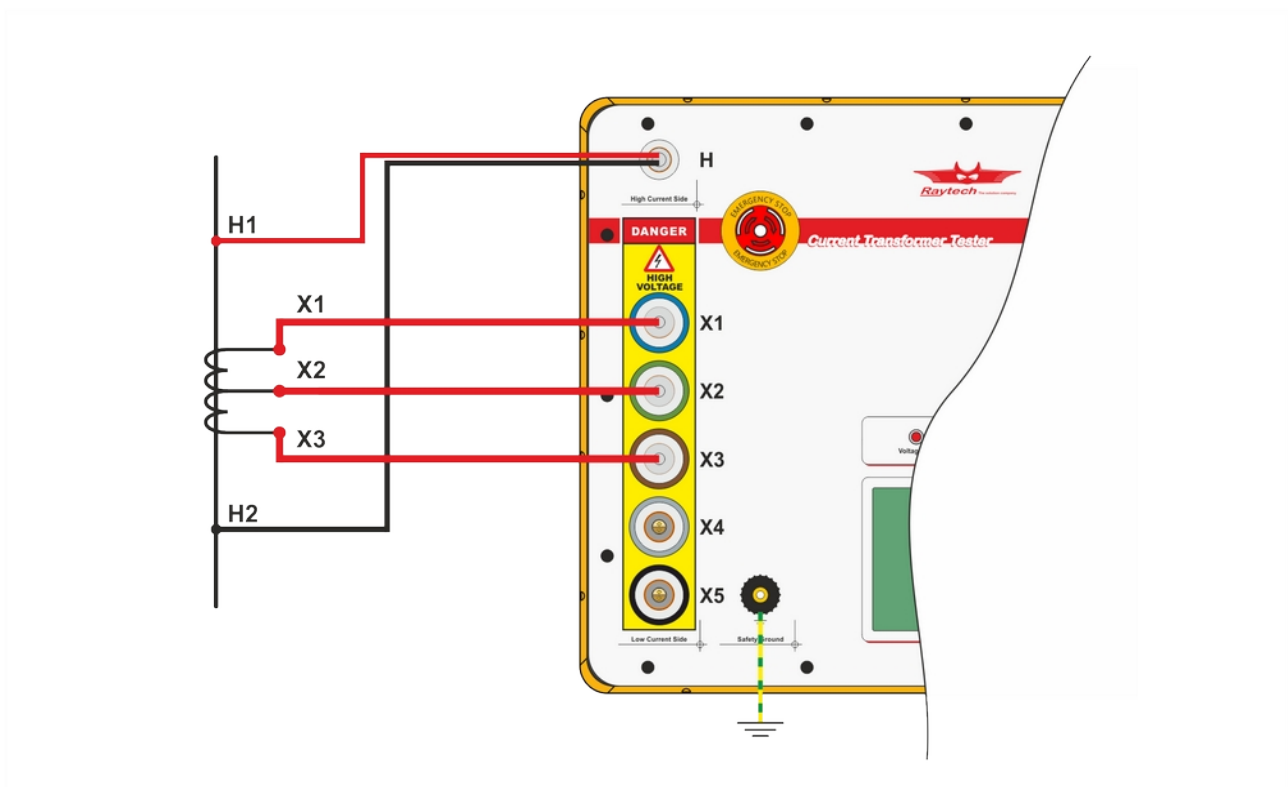 H1
X1
X2
X3
H2
H
High Current Side
DANGER
HIGH
VOLTAGE
X1
X2
X3
X4
X5
Low Current Side
EMERGENCY STOP
EMERGENCY STOP
Raytech
Current Transformer Tester
Safety Ground